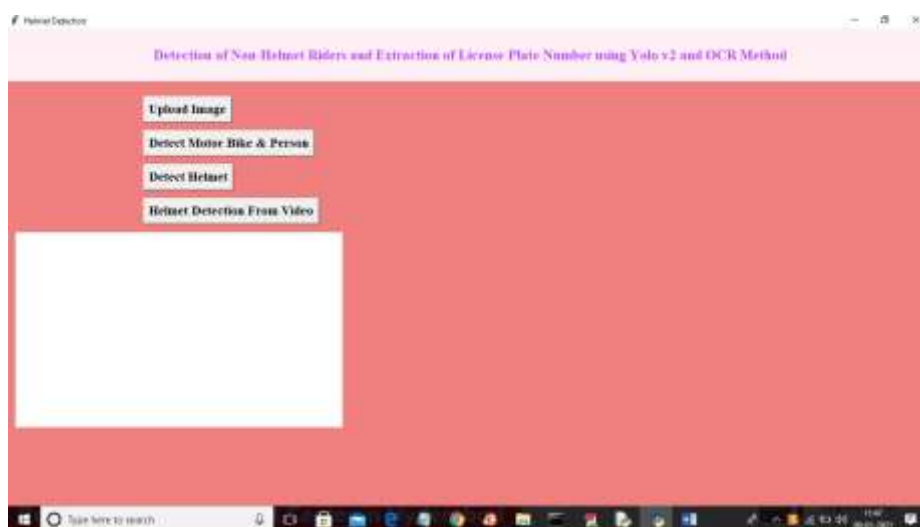 Helmet Detection
Detection of Non-Helmet Riders and Extraction of License Plate Number using Yolo v2 and OCR Method
Upload Image
Detect Motor Bike & Person
Detect Helmet
Helmet Detection From Video
Type here to search